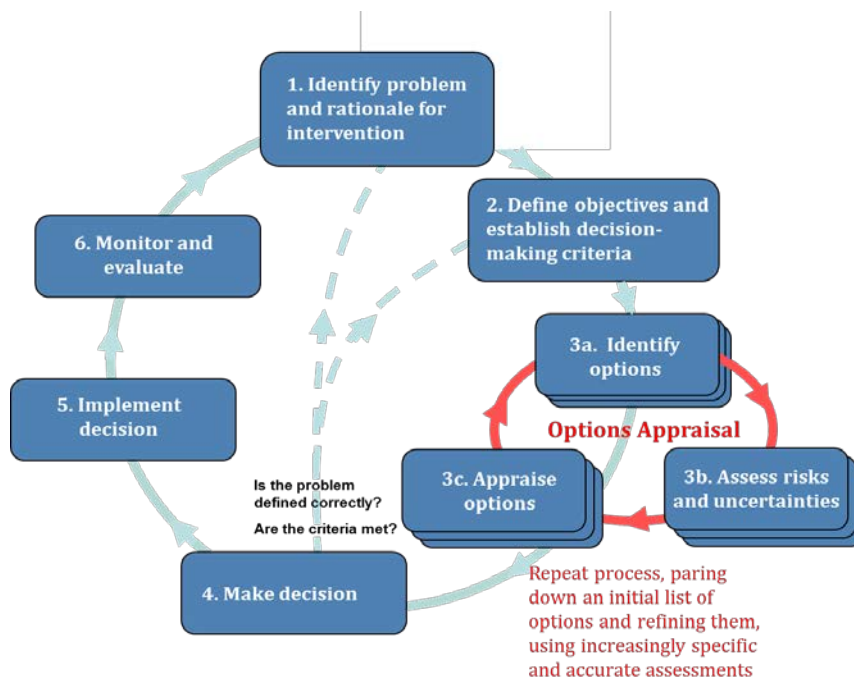 1. Identify problem
and rationale for
intervention
2. Define objectives and
establish decision-
making criteria
6. Monitor and
evaluate
3a. Identify
options
5. Implement
decision
Options Appraisal
3c. Appraise
options
3b. Assess risks
and uncertainties
Is the problem
defined correctly?
Are the criteria met?
4. Make decision
Repeat process, paring
down an initial list of
options and refining them,
using increasingly specific
and accurate assessments